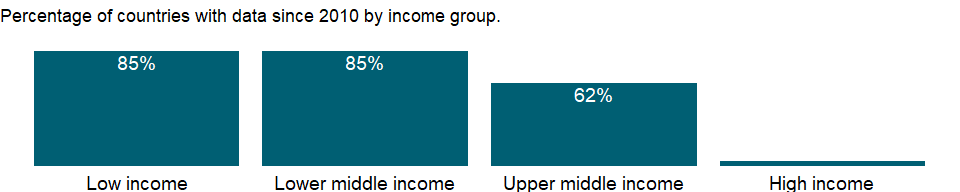 Percentage of countries with data since 2010 by income group.
85%
85%
62%
Low income
Lower middle income
Upper middle income
High income